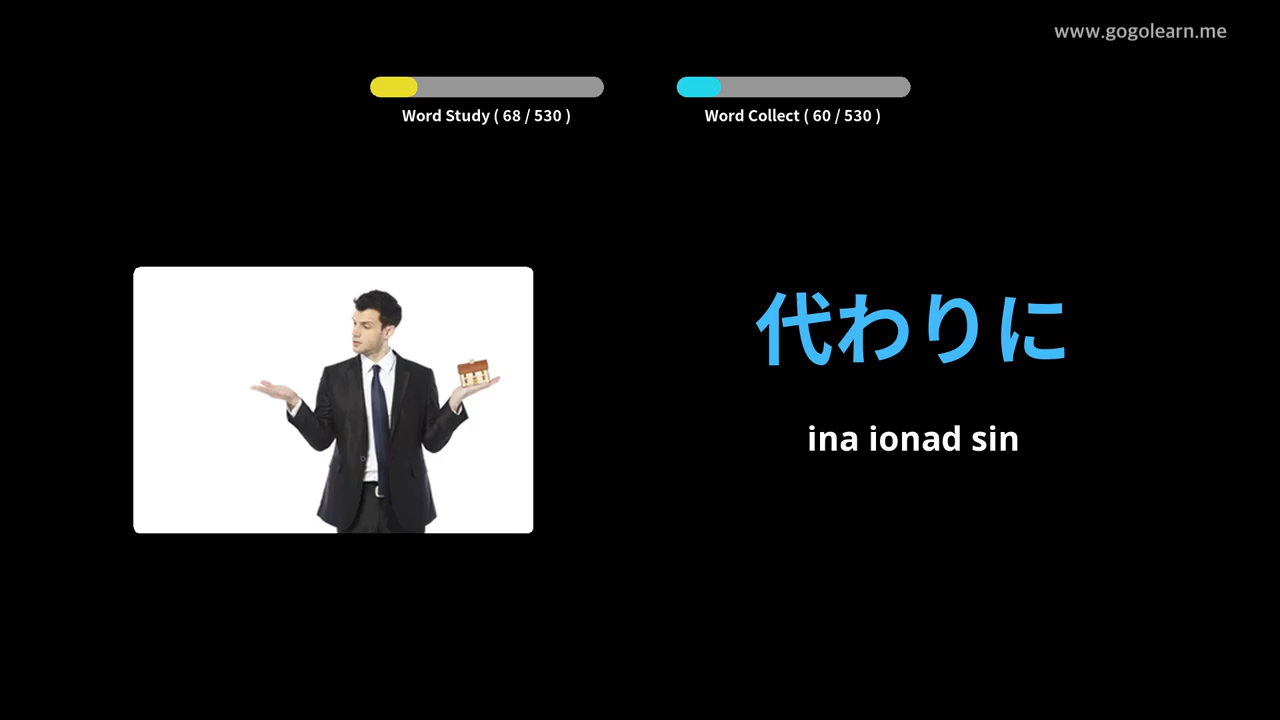 www.gogolearn.me
Word Study ( 68 / 530 )
Word Collect ( 60 / 530 )
代わりに
ina ionad sin